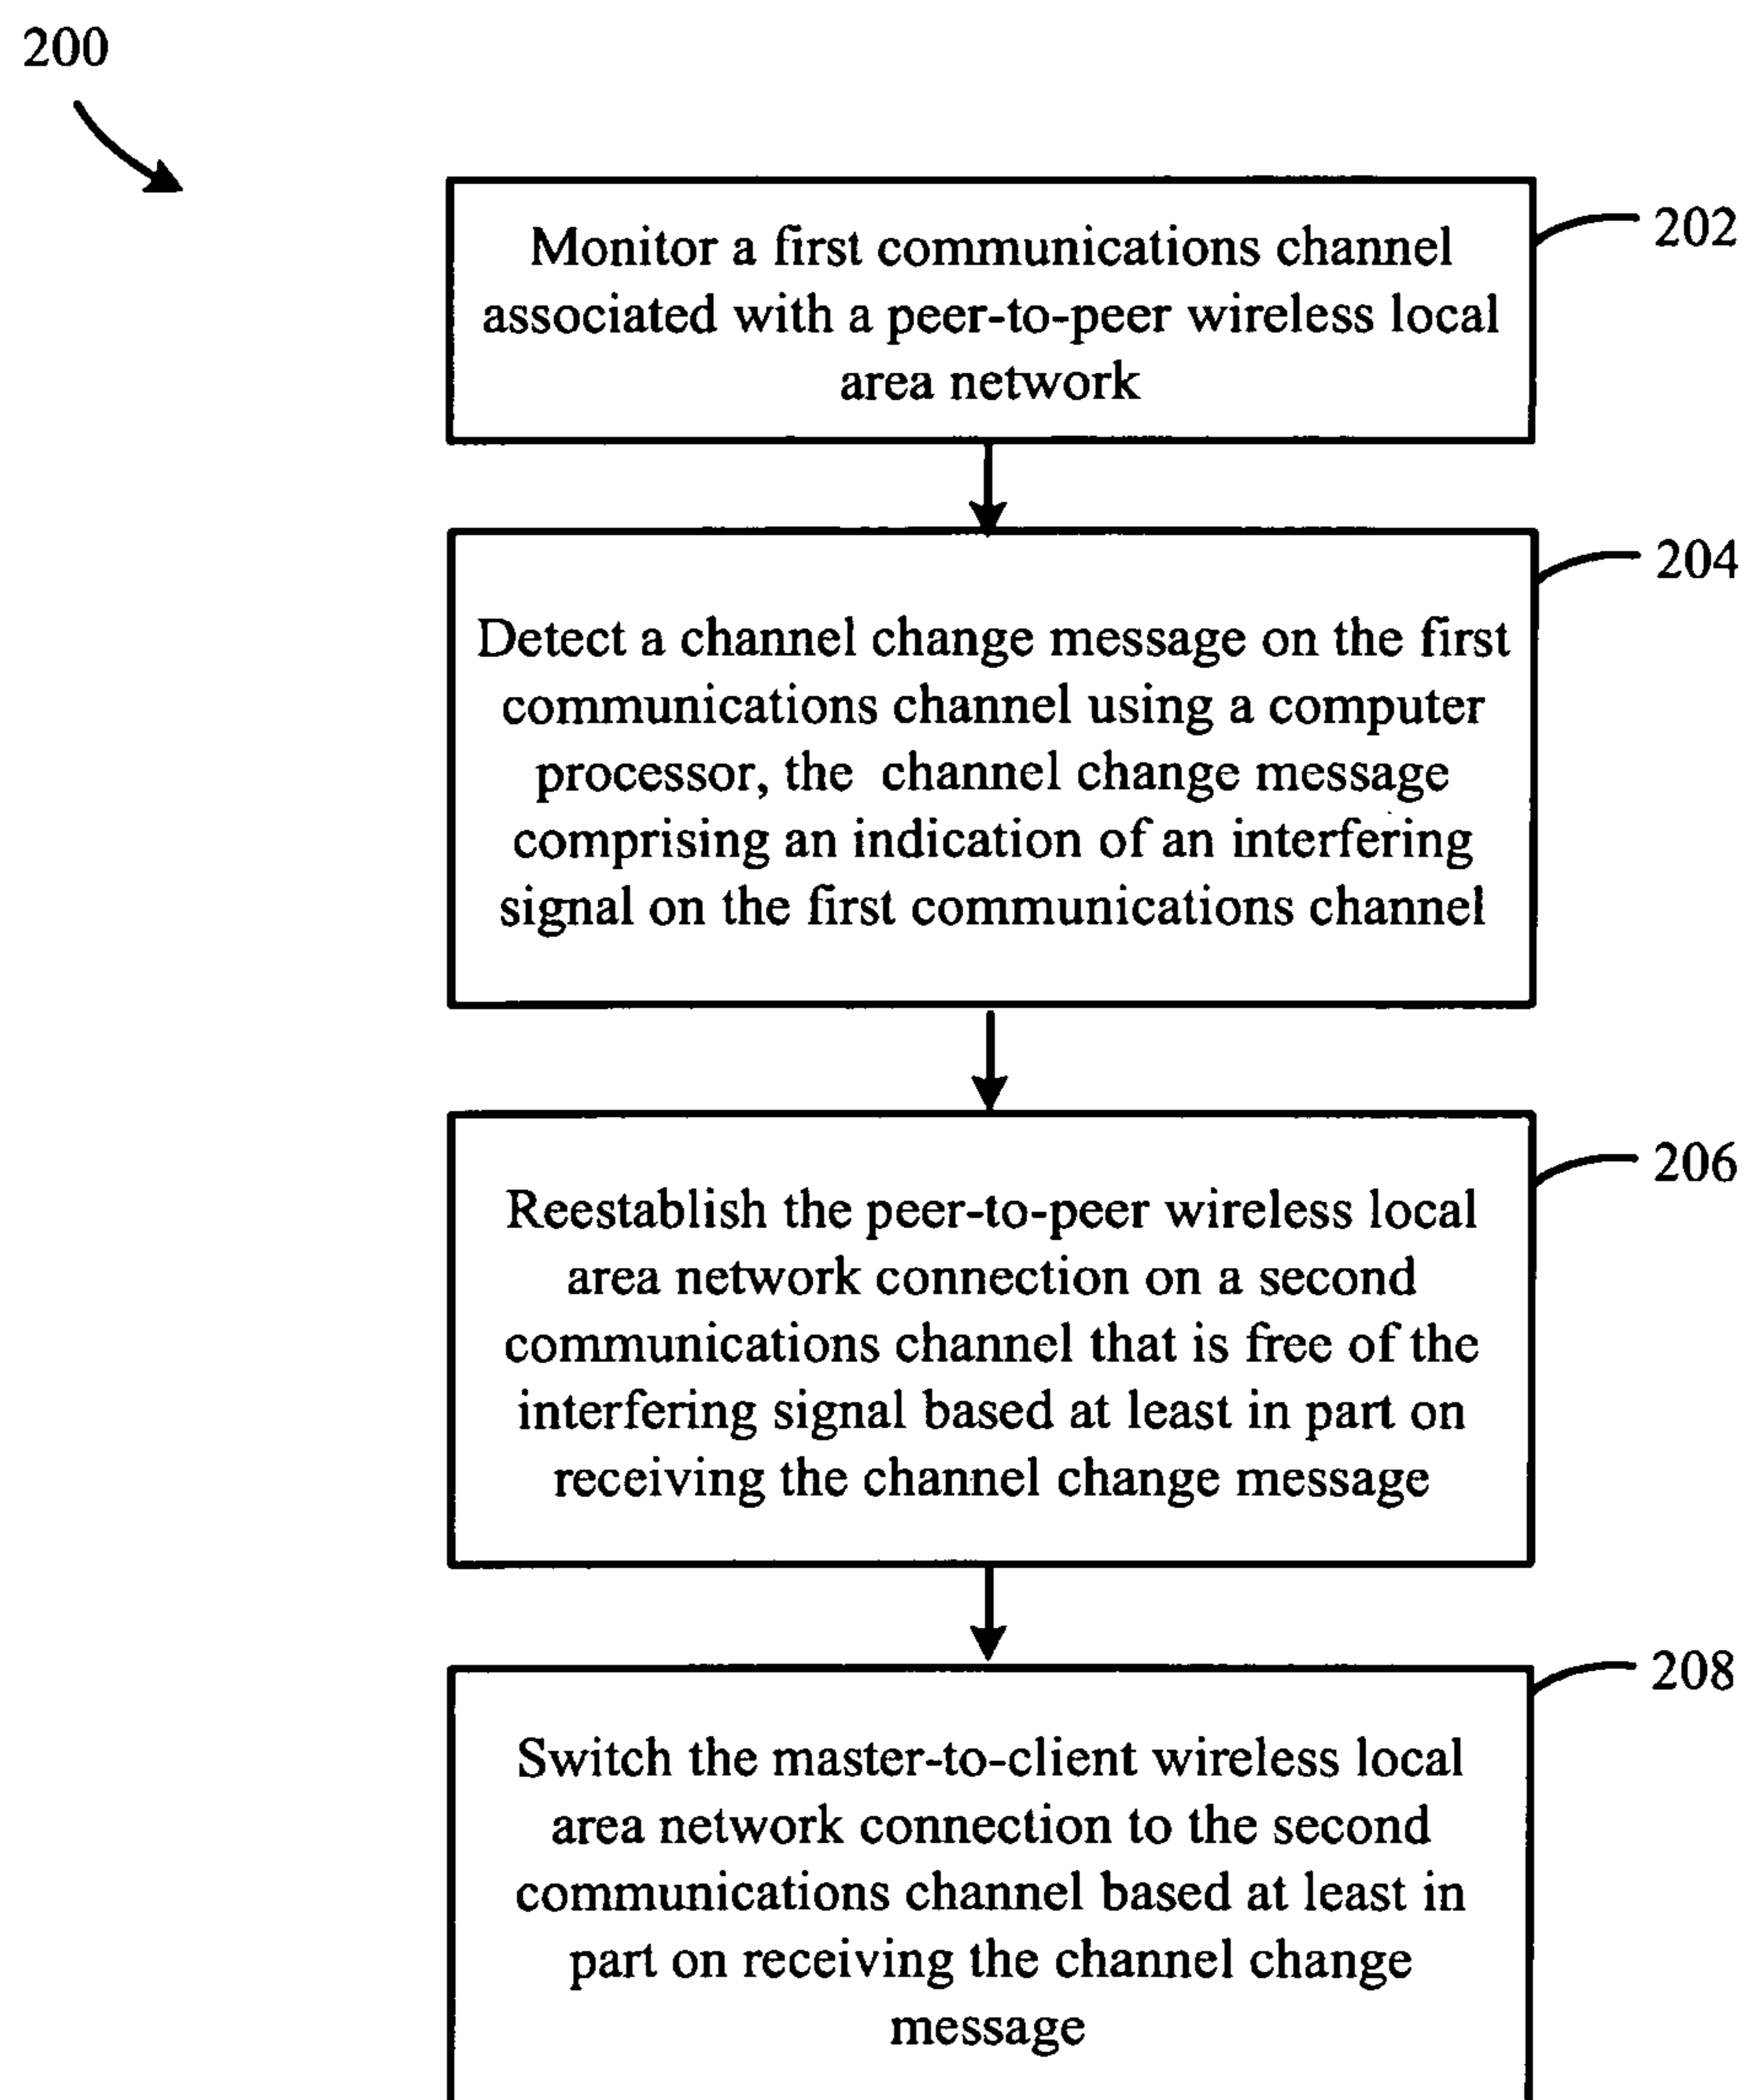 200
Monitor a first communications channel
associated with a peer-to-peer wireless local
area network
202
Detect a channel change message on the first
communications channel using a computer
processor, the channel change message
comprising an indication of an interfering
signal on the first communications channel
204
Reestablish the peer-to-peer wireless local
area network connection on a second
communications channel that is free of the
interfering signal based at least in part on
receiving the channel change message
206
Switch the master-to-client wireless local
area network connection to the second
communications channel based at least in
part on receiving the channel change
message
208